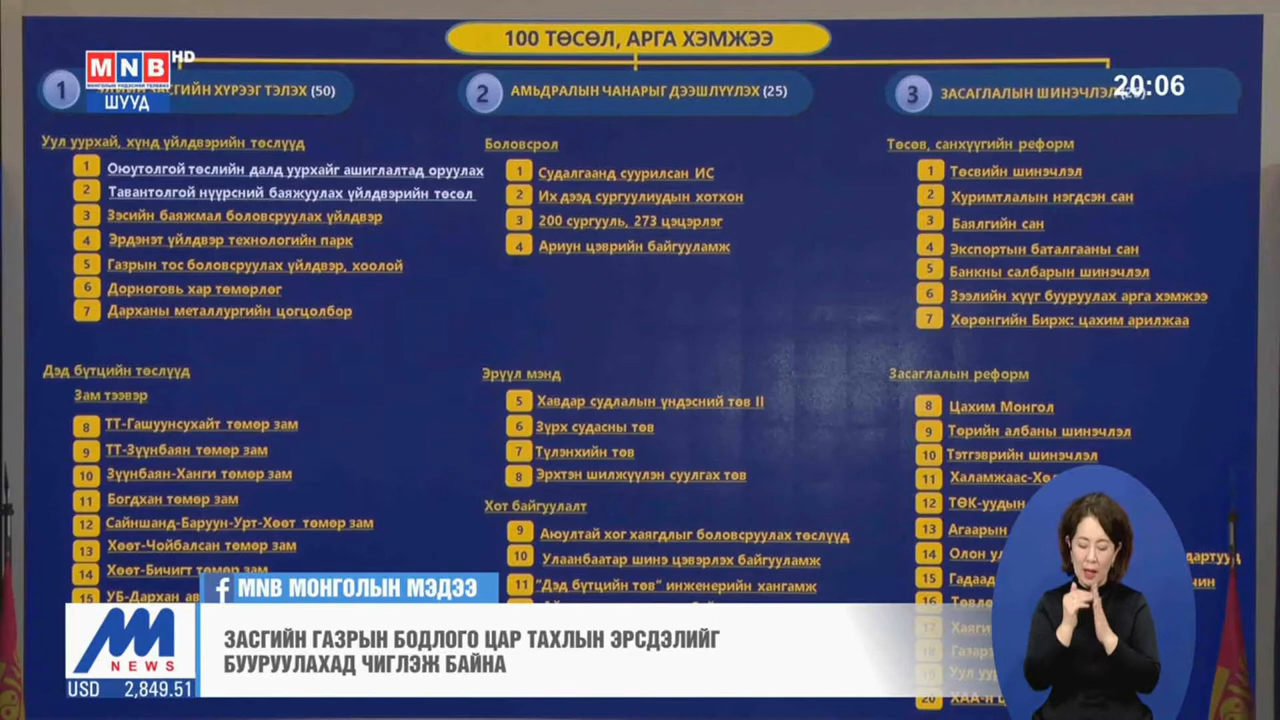 100 ТӨСӨЛ, АРГА ХЭМЖЭЭ
MNB HD
МОНГОЛЫН ҮНДЭСНИЙ ТЕЛЕВИЗ
ШУУД
20:06
1 ХҮРЭЭГ ТЭЛЭХ (50)
Уул уурхай, хүнд үйлдвэрийн төслүүд
1 Оюутолгой төслийн далд уурхайг ашиглалтад оруулах
2 Тавантолгой нүүрсний баяжуулах үйлдвэрийн төсөл
3 Зэсийн баяжмал боловсруулах үйлдвэр
4 Эрдэнэт үйлдвэр технологийн парк
5 Газрын тос боловсруулах үйлдвэр, хоолой
6 Дорноговь хар төмөрлөг
7 Дарханы металлургийн цогцолбор
Дэд бүтцийн төслүүд
Зам тээвэр
8 ТТ-Гашуунсухайт төмөр зам
9 ТТ-Зүүнбаян төмөр зам
10 Зүүнбаян-Ханги төмөр зам
11 Богдхан төмөр зам
12 Сайншанд-Баруун-Урт-Хөөт төмөр зам
13 Хөөт-Чойбалсан төмөр зам
14 Хөөт-Бичигт төмөр зам
15 УБ-Дархан
2 АМЬДРАЛЫН ЧАНАРЫГ ДЭЭШЛҮҮЛЭХ (25)
Боловсрол
1 Судалгаанд суурилсан ИС
2 Их дээд сургуулиудын хотхон
3 200 сургууль, 273 цэцэрлэг
4 Ариун цэврийн байгууламж
Эрүүл мэнд
5 Хавдар судлалын үндэсний төв II
6 Зүрх судасны төв
7 Түлэнхийн төв
8 Эрхтэн шилжүүлэн суулгах төв
Хот байгуулалт
9 Аюултай хог хаягдлыг боловсруулах төслүүд
10 Улаанбаатар шинэ цэвэрлэх байгууламж
11 "Дэд бүтцийн төв" инженерийн хангамж
3 ЗАСАГЛАЛЫН ШИНЭЧЛЭЛ
Төсөв, санхүүгийн реформ
1 Төсвийн шинэчлэл
2 Хуримтлалын нэгдсэн сан
3 Баялгийн сан
4 Экспортын баталгааны сан
5 Банкны салбарын шинэчлэл
6 Зээлийн хүүг бууруулах арга хэмжээ
7 Хөрөнгийн Бирж: цахим арилжаа
Засаглалын реформ
8 Цахим Монгол
9 Төрийн албаны шинэчлэл
10 Тэтгэврийн шинэчлэл
11 Халамжаас-
12 ТӨК-уудын
13 Агаарын
14 Олон
15 Гадаад
16
17
18
19 Уул
20 ХАА-н
f MNB МОНГОЛЫН МЭДЭЭ
NEWS
ЗАСГИЙН ГАЗРЫН БОДЛОГО ЦАР ТАХЛЫН ЭРСДЭЛИЙГ
БУУРУУЛАХАД ЧИГЛЭЖ БАЙНА
USD 2,849.51